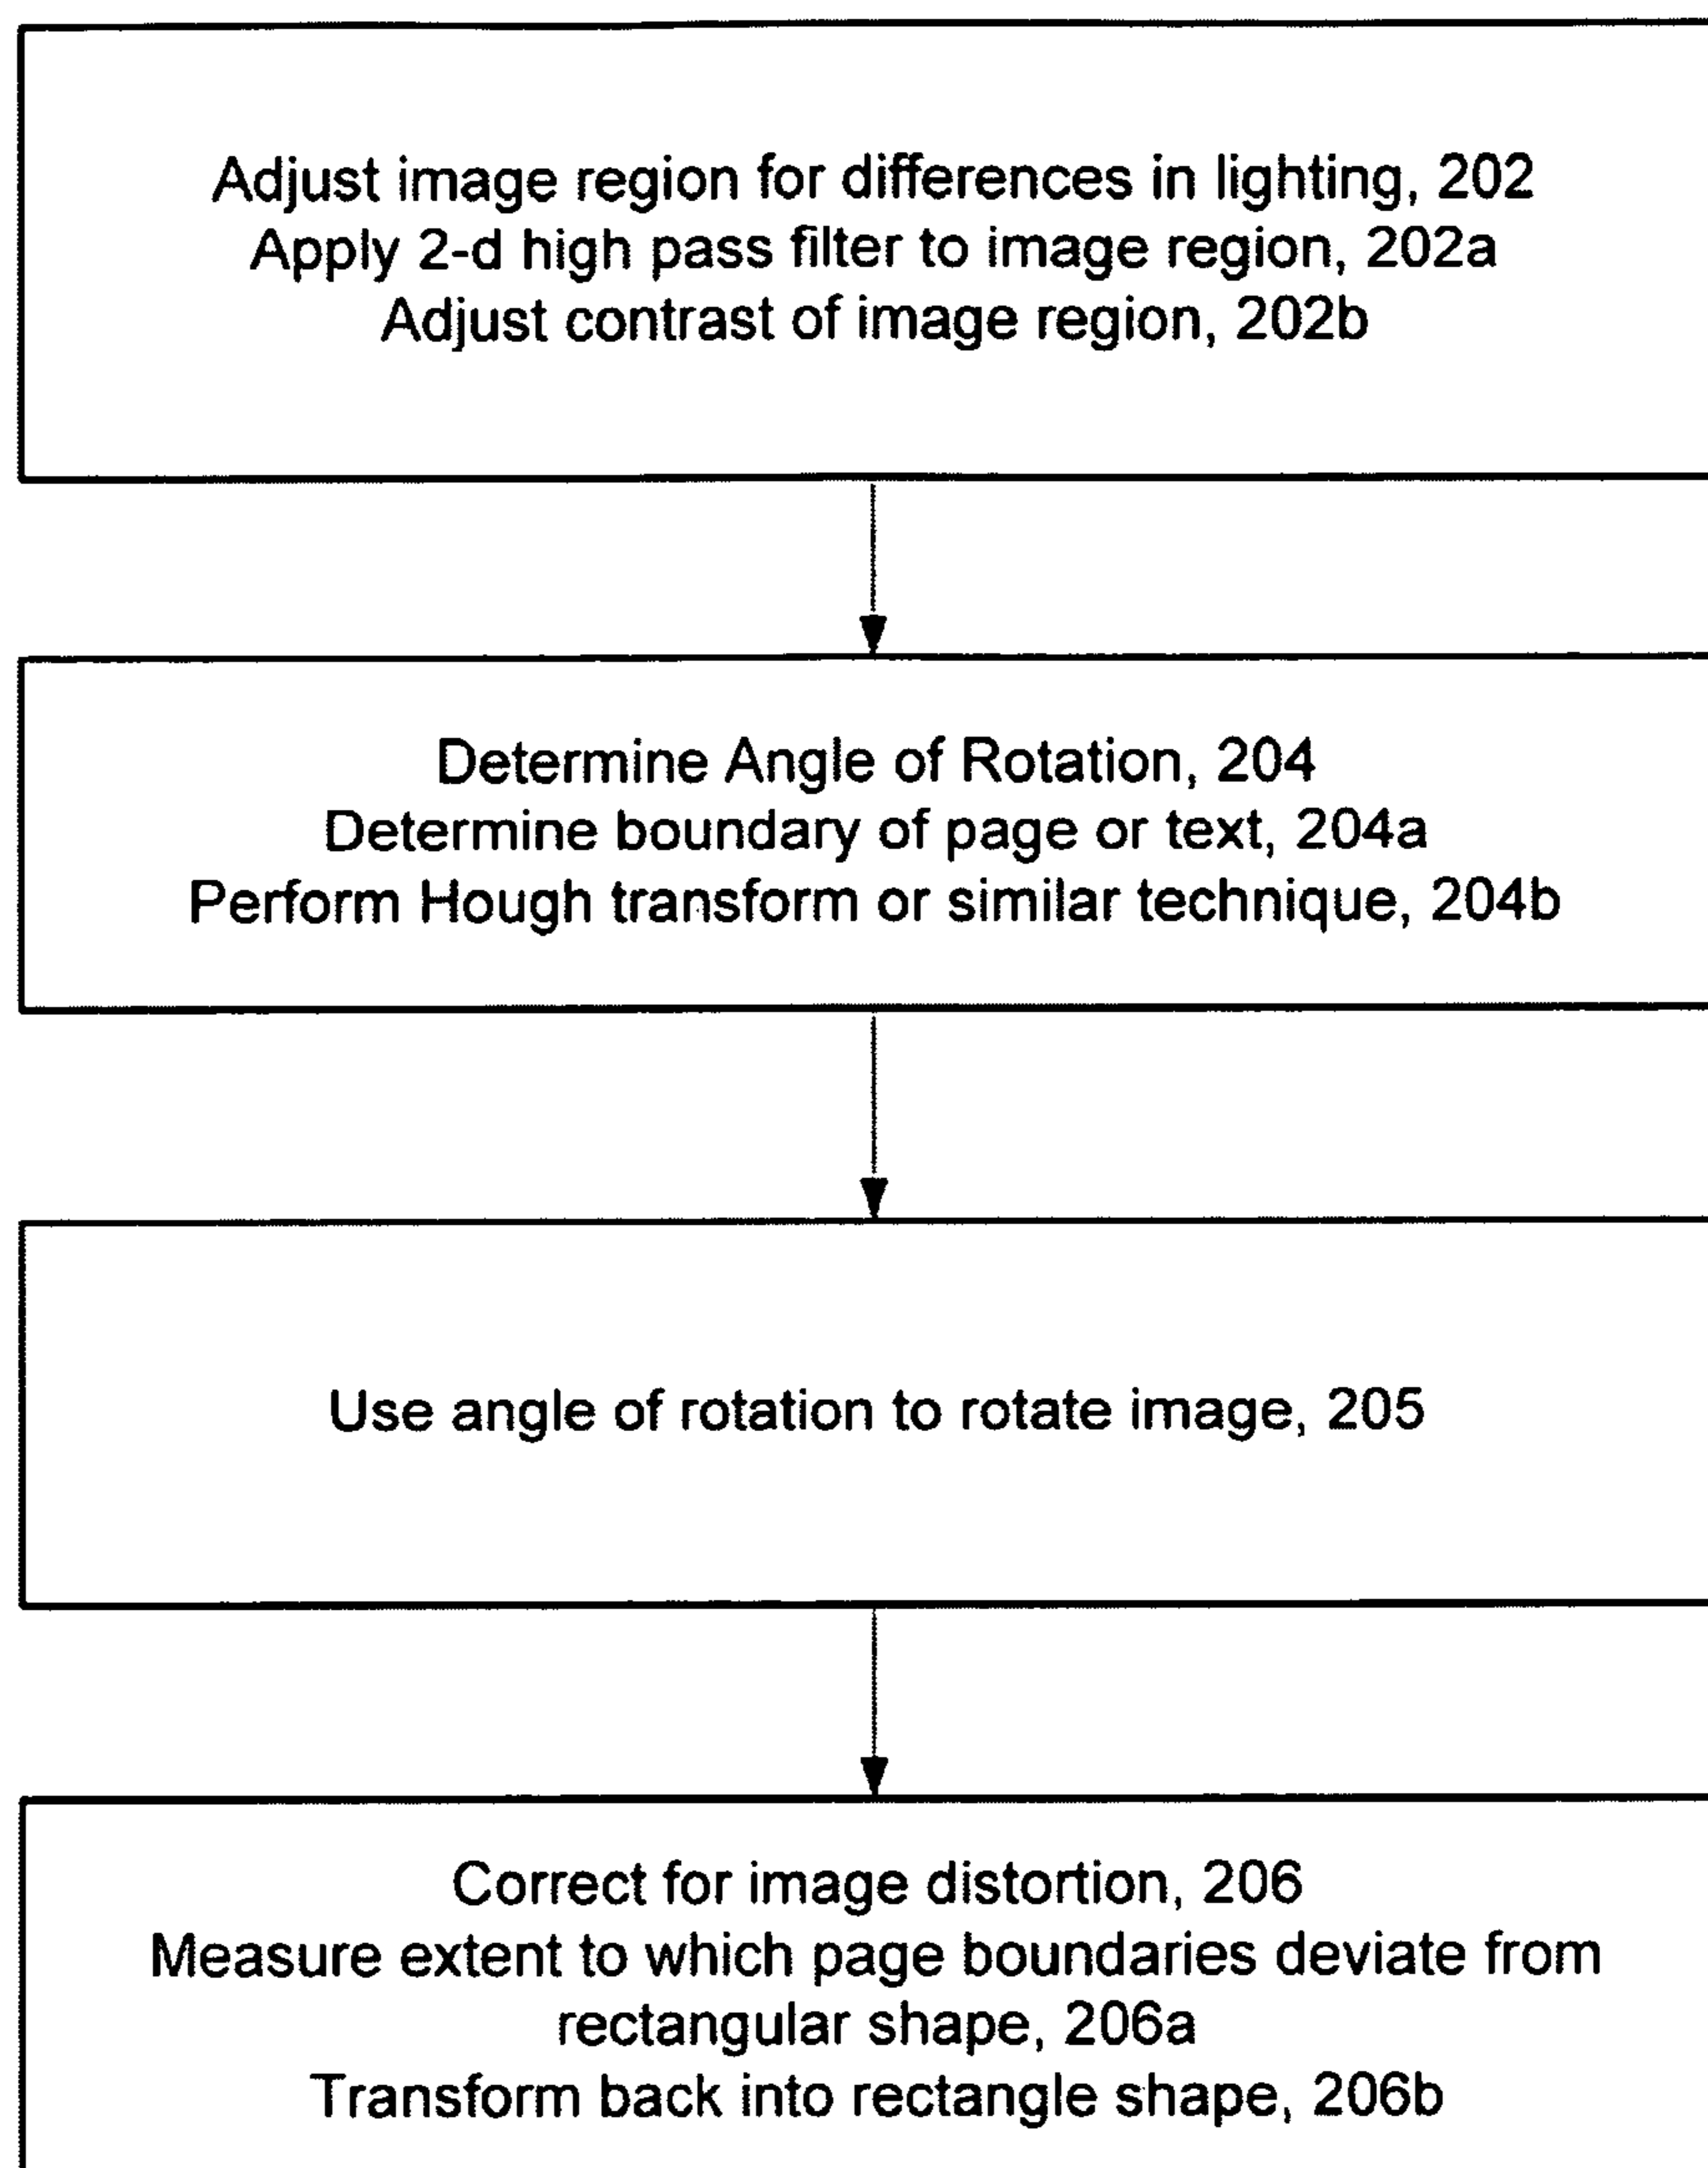 Adjust image region for differences in lighting, 202
Apply 2-d high pass filter to image region, 202a
Adjust contrast of image region, 202b
Determine Angle of Rotation, 204
Determine boundary of page or text, 204a
Perform Hough transform or similar technique, 204b
Use angle of rotation to rotate image, 205
Correct for image distortion, 206
Measure extent to which page boundaries deviate from
rectangular shape, 206a
Transform back into rectangle shape, 206b